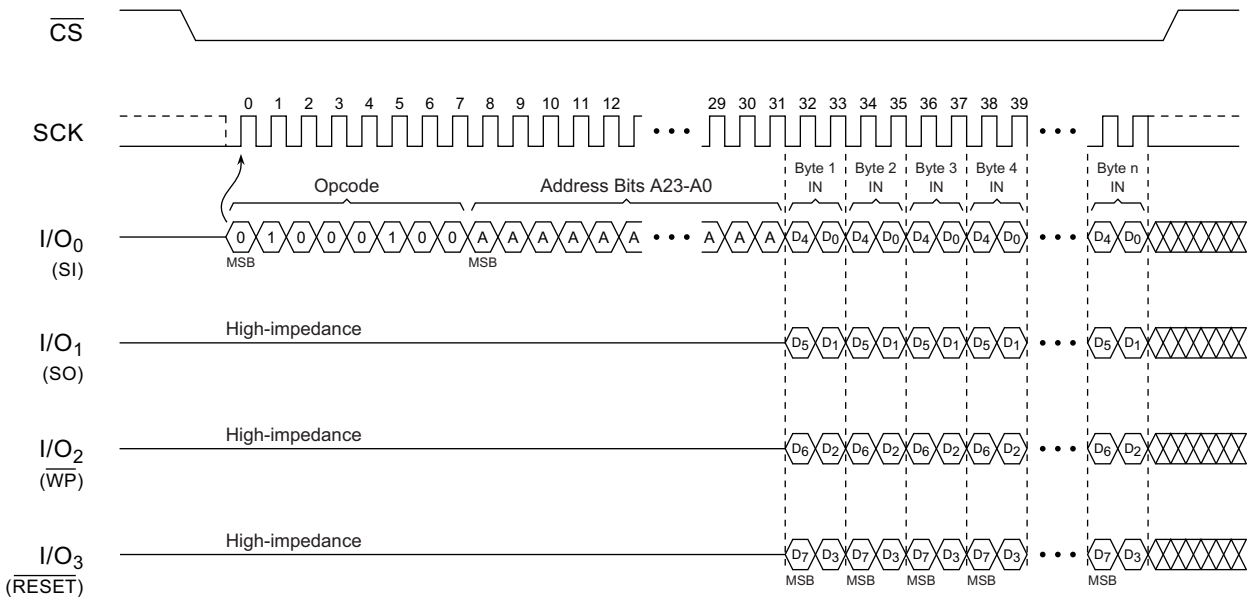 CS
0 1 2 3 4 5 6 7 8 9 10 11 12 29 30 31 32 33 34 35 36 37 38 39
SCK • • • • • •
Byte 1 IN Byte 2 IN Byte 3 IN Byte 4 IN Byte n IN
Opcode Address Bits A23-A0
I/O0 0 1 0 0 0 1 0 0 A A A A A A • • • A A A D4 D0 D4 D0 D4 D0 D4 D0 • • • D4 D0
(SI) MSB MSB
High-impedance
I/O1 D5 D1 D5 D1 D5 D1 D5 D1 • • • D5 D1
(SO)
High-impedance
I/O2 D6 D2 D6 D2 D6 D2 D6 D2 • • • D6 D2
(WP)
High-impedance
I/O3 D7 D3 D7 D3 D7 D3 D7 D3 • • • D7 D3
(RESET) MSB MSB MSB MSB MSB